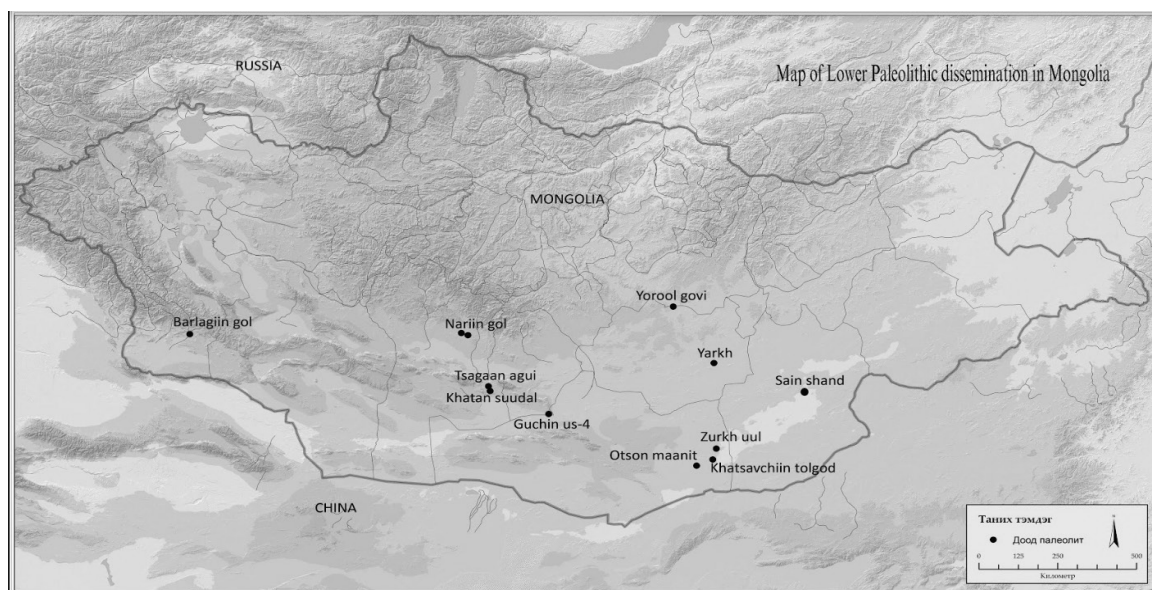 Map of Lower Paleolithic dissemination in Mongolia
RUSSIA
MONGOLIA
Yorool govi
Barlagiin gol
Nariin gol
Yarkh
Tsagaan agui
Sain shand
Khatan suudal
Guchin us-4
Zurkh uul
Otson maanit
Khatsavchiin tolgod
CHINA
Таних тэмдэг
Доод палеолит
0 125 250 500
Километр